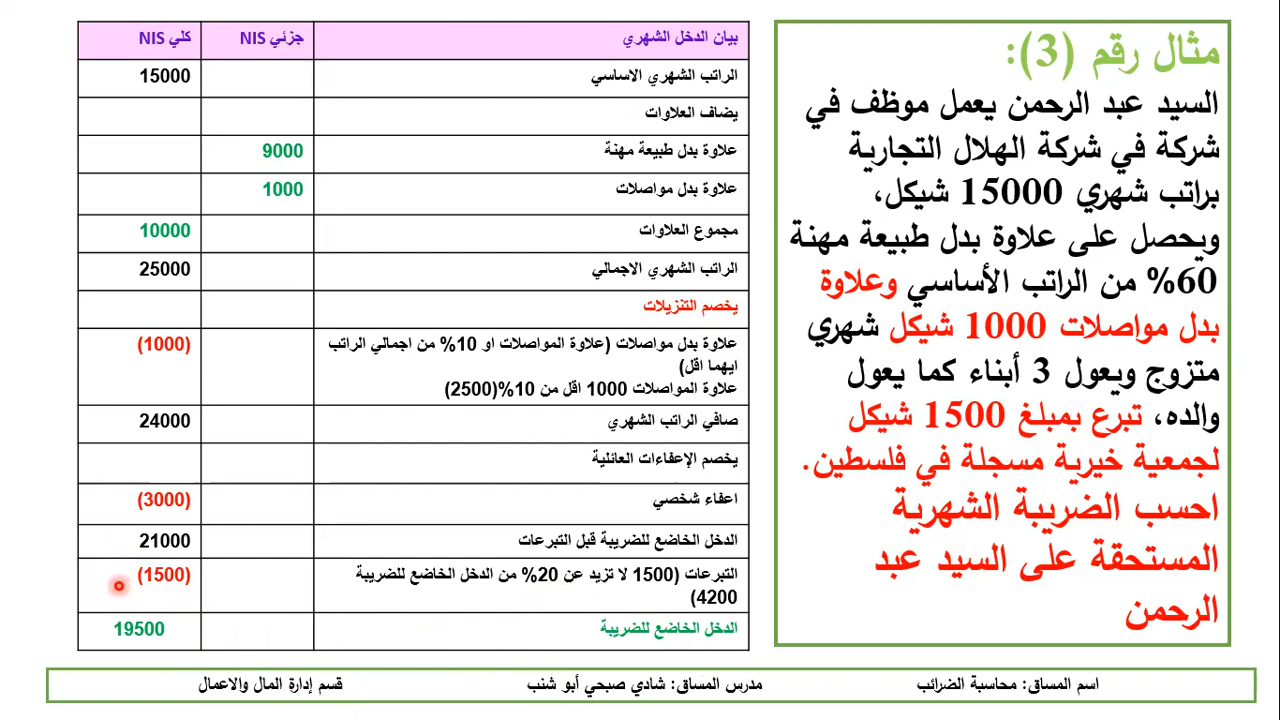 مثال رقم (3):
السيد عبد الرحمن يعمل موظف في
شركة في شركة الهلال التجارية
براتب شهري 15000 شيكل،
ويحصل على علاوة بدل طبيعة مهنة
60% من الراتب الأساسي وعلاوة
بدل مواصلات 1000 شيكل شهري
متزوج ويعول 3 أبناء كما يعول
والده، تبرع بمبلغ 1500 شيكل
لجمعية خيرية مسجلة في فلسطين.
احسب الضريبة الشهرية
المستحقة على السيد عبد
الرحمن
بيان الدخل الشهري جزئي NIS كلي NIS
الراتب الشهري الاساسي 15000
يضاف العلاوات
علاوة بدل طبيعة مهنة 9000
علاوة بدل مواصلات 1000
مجموع العلاوات 10000
الراتب الشهري الاجمالي 25000
يخصم التنزيلات
علاوة بدل مواصلات (علاوة المواصلات او 10% من اجمالي الراتب (1000)
ايهما اقل)
علاوة المواصلات 1000 اقل من 10%(2500)
صافي الراتب الشهري 24000
يخصم الإعفاءات العائلية
اعفاء شخصي (3000)
الدخل الخاضع للضريبة قبل التبرعات 21000
التبرعات (1500 لا تزيد عن 20% من الدخل الخاضع للضريبة (1500)
4200)
الدخل الخاضع للضريبة 19500
اسم المساق: محاسبة الضرائب مدرس المساق: شادي صبحي أبو شنب قسم إدارة المال والاعمال